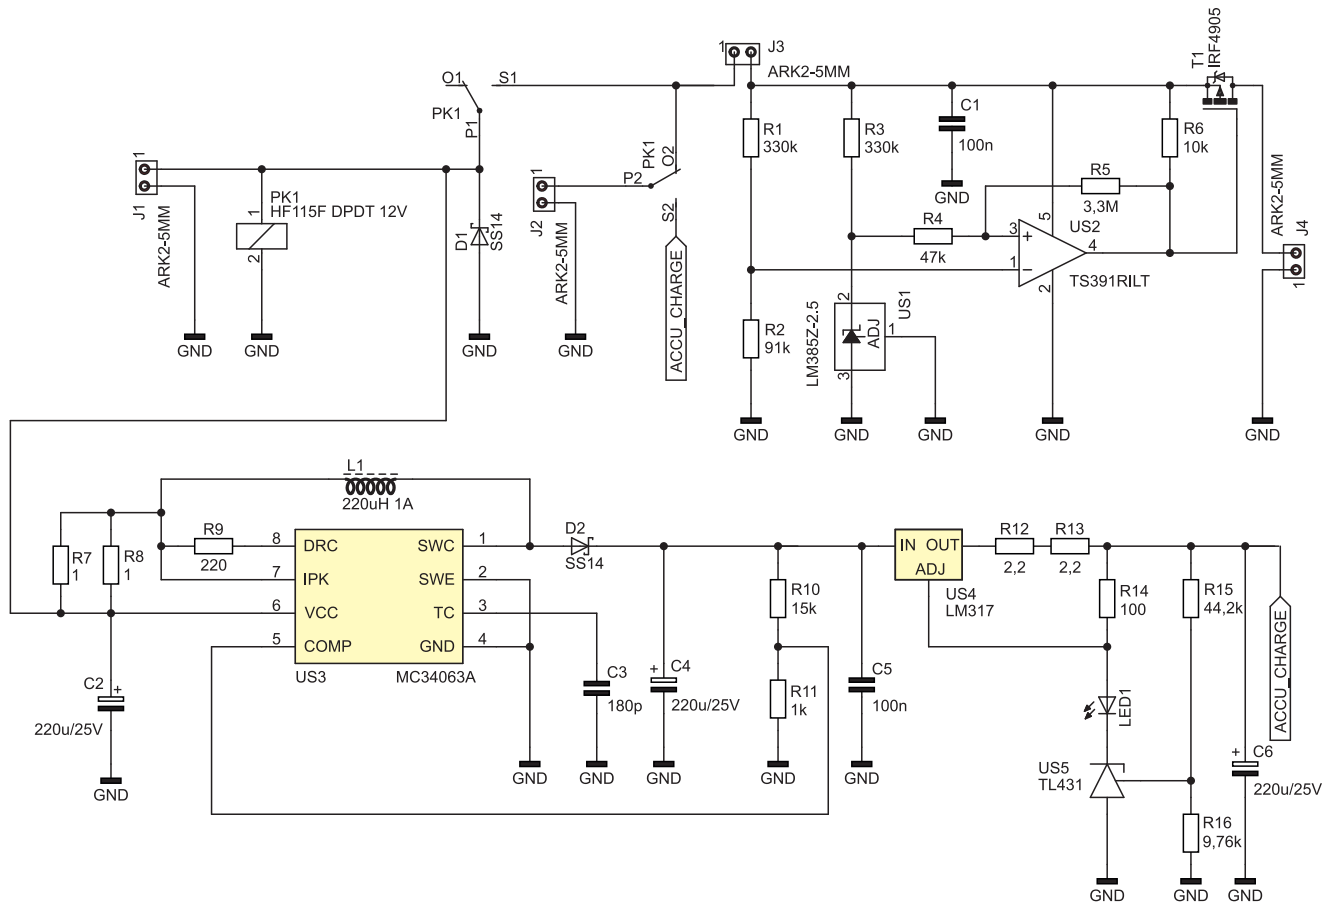 O1
S1
PK1
P1
1
J3
ARK2-5MM
T1
IRF4905
R1
330k
R3
330k
C1
100n
GND
R6
10k
R5
3,3M
R4
47k
3
+
1
−
5
US2
4
2
TS391RILT
ARK2-5MM
J4
1
1
J1
ARK2-5MM
GND
PK1
HF115F DPDT 12V
1
2
GND
D1
SS14
GND
1
J2
ARK2-5MM
GND
PK1
O2
P2
S2
ACCU_CHARGE
R2
91k
GND
LM385Z-2.5
2
3
ADJ
1
US1
GND
GND
GND
GND
L1
220uH 1A
R7
1
R8
1
R9
220
8
DRC
SWC
1
7
IPK
SWE
2
6
VCC
TC
3
5
COMP
GND
4
US3
MC34063A
D2
SS14
C2
+
220u/25V
GND
GND
C3
180p
GND
+
C4
220u/25V
GND
R10
15k
R11
1k
GND
C5
100n
GND
IN OUT
ADJ
US4
LM317
R12
2,2
R13
2,2
R14
100
R15
44,2k
LED1
US5
TL431
GND
R16
9,76k
GND
+
C6
220u/25V
GND
ACCU_CHARGE